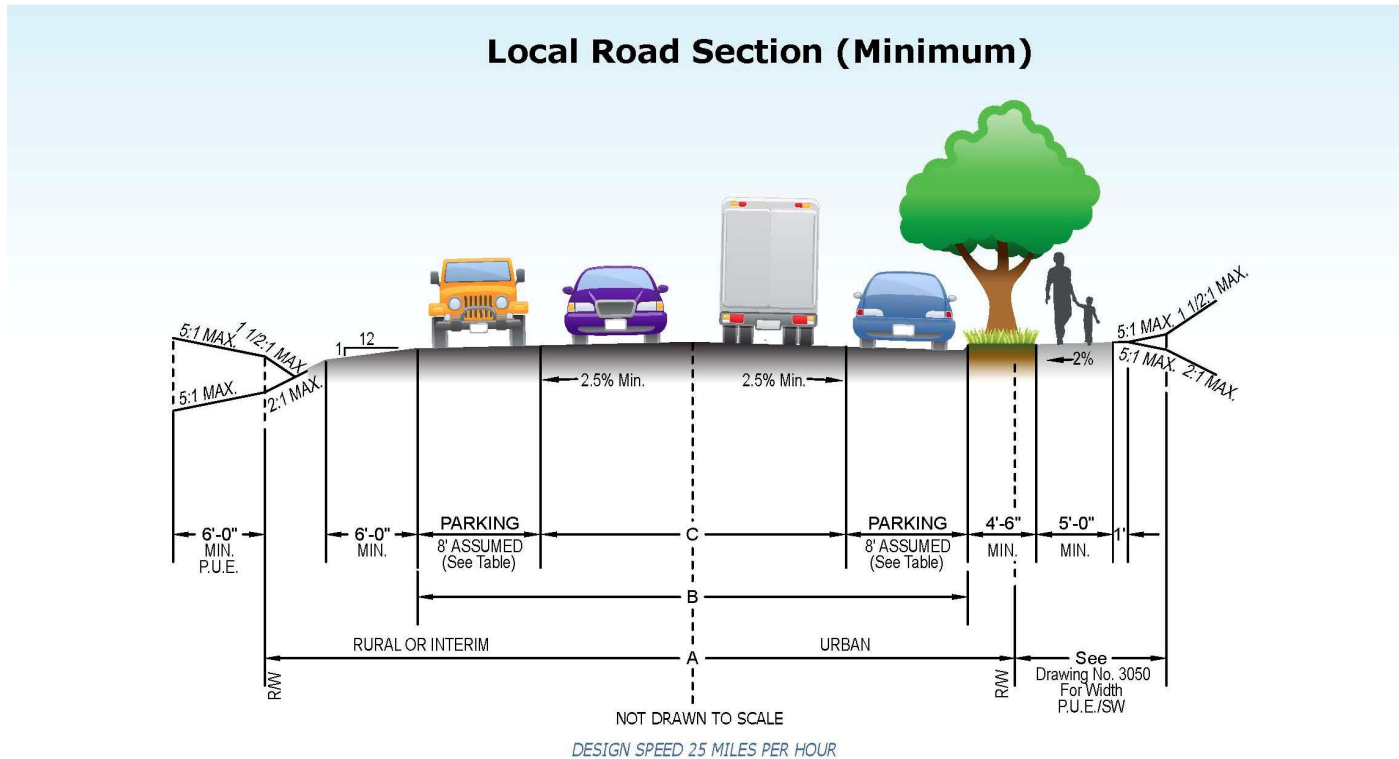 Local Road Section (Minimum)
5:1 MAX.
1 1/2:1 MAX.
5:1 MAX.
2:1 MAX.
1
12
2.5% Min.
2.5% Min.
2%
5:1 MAX.
1 1/2:1 MAX.
5:1 MAX.
2:1 MAX.
6'-0"
MIN.
P.U.E.
6'-0"
MIN.
PARKING
8' ASSUMED
(See Table)
C
PARKING
8' ASSUMED
(See Table)
4'-6"
MIN.
5'-0"
MIN.
1'
B
RURAL OR INTERIM
URBAN
R/W
A
R/W
See
Drawing No. 3050
For Width
P.U.E./SW
NOT DRAWN TO SCALE
DESIGN SPEED 25 MILES PER HOUR